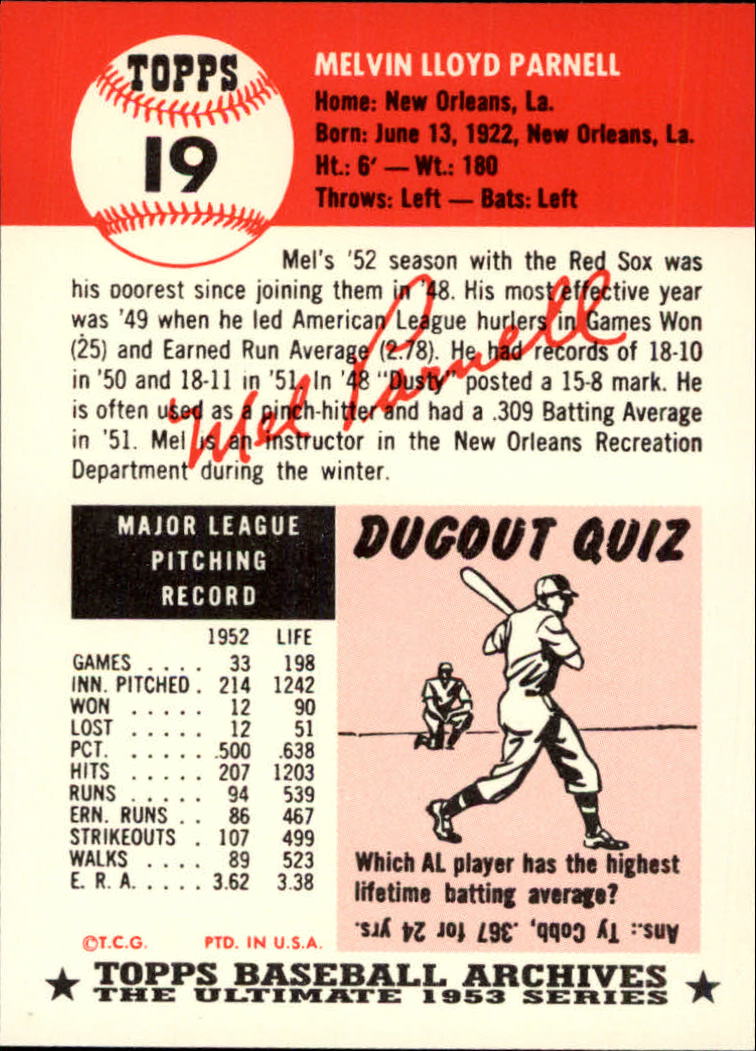 TOPPS
19
MELVIN LLOYD PARNELL
Home: New Orleans, La.
Born: June 13, 1922, New Orleans, La.
Ht.: 6' — Wt.: 180
Throws: Left — Bats: Left
Mel's '52 season with the Red Sox was
his poorest since joining them in '48. His most effective year
was '49 when he led American League hurlers in Games Won
(25) and Earned Run Average (2.78). He had records of 18-10
in '50 and 18-11 in '51. In '48 "Dusty" posted a 15-8 mark. He
is often used as a pinch-hitter and had a .309 Batting Average
in '51. Mel is an instructor in the New Orleans Recreation
Department during the winter.
Mel Parnell
MAJOR LEAGUE
PITCHING
RECORD
1952 LIFE
GAMES . . . . 33 198
INN. PITCHED . 214 1242
WON . . . . . 12 90
LOST . . . . . 12 51
PCT. . . . . . .500 .638
HITS . . . . . 207 1203
RUNS . . . . . 94 539
ERN. RUNS . . 86 467
STRIKEOUTS . 107 499
WALKS . . . . 89 523
E. R. A. . . . . 3.62 3.38
©T.C.G. PTD. IN U.S.A.
DUGOUT QUIZ
Which AL player has the highest
lifetime batting average?
Ans.: Ty Cobb, .367 for 24 yrs.
TOPPS BASEBALL ARCHIVES
THE ULTIMATE 1953 SERIES